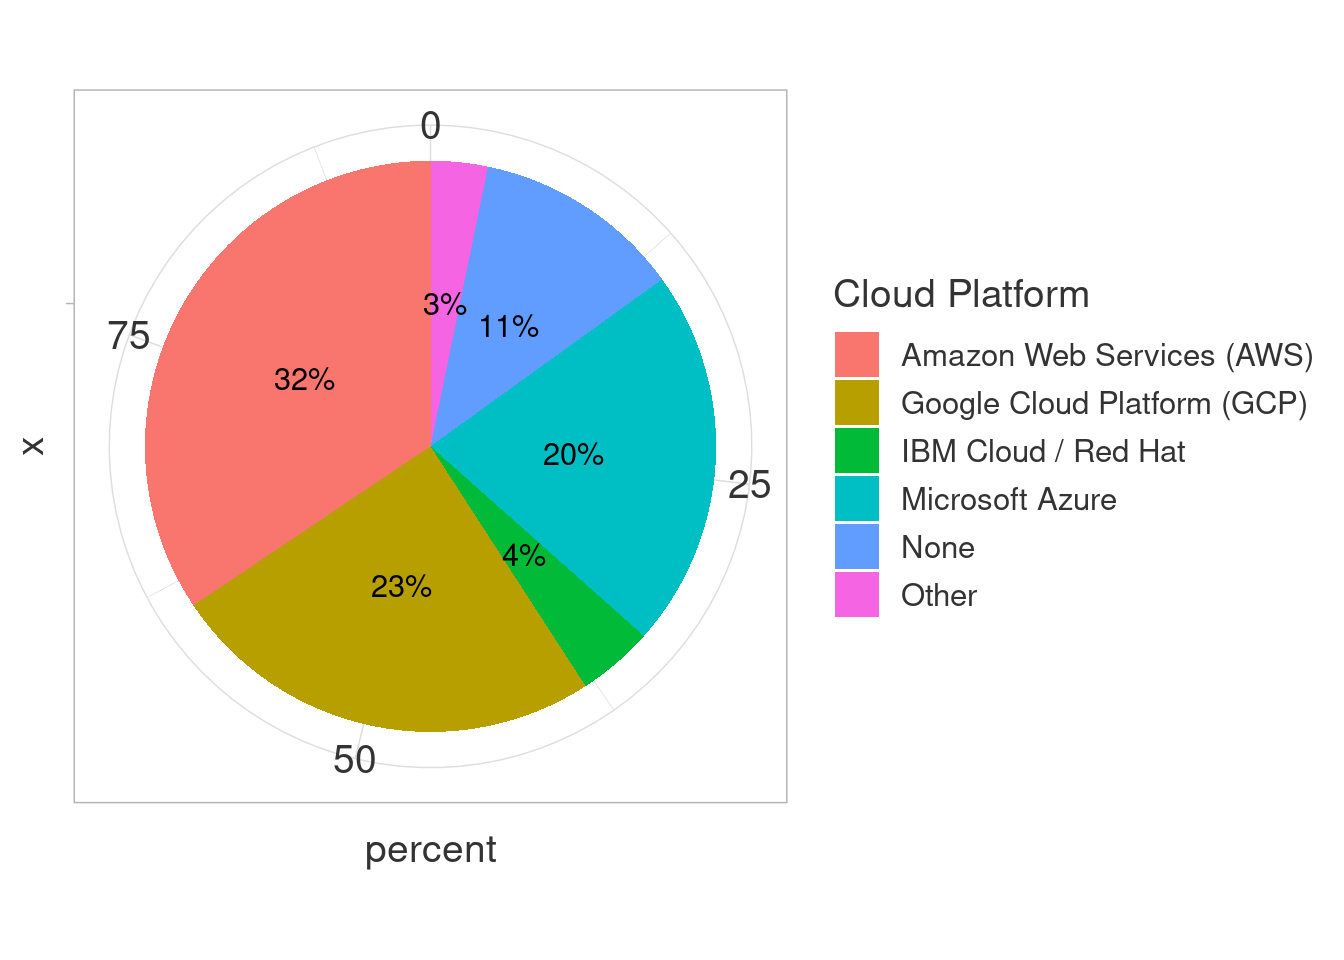 0
3%
11%
75
32%
20%
25
4%
23%
50
x
percent
Cloud Platform
Amazon Web Services (AWS)
Google Cloud Platform (GCP)
IBM Cloud / Red Hat
Microsoft Azure
None
Other